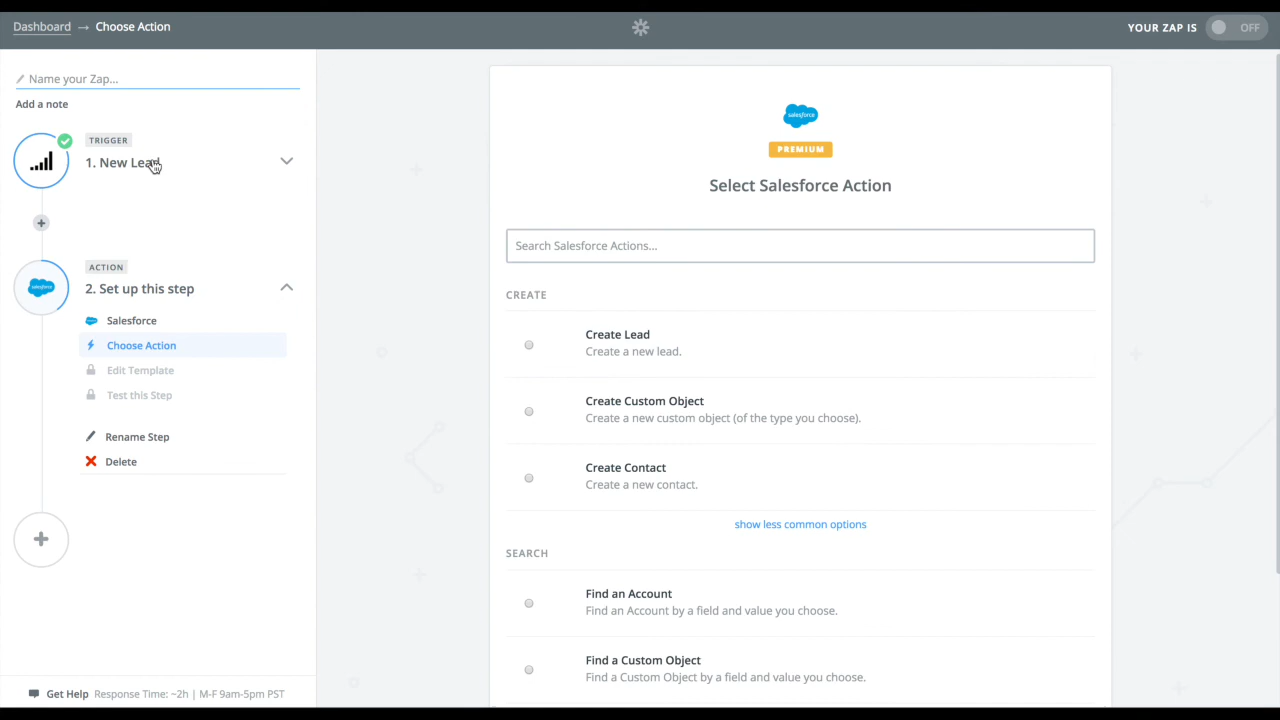 Dashboard → Choose Action
YOUR ZAP IS OFF
Name your Zap...
Add a note
TRIGGER
1. New Lead
ACTION
2. Set up this step
Salesforce
Choose Action
Edit Template
Test this Step
Rename Step
Delete
Get Help Response Time: ~2h | M-F 9am-5pm PST
salesforce
PREMIUM
Select Salesforce Action
Search Salesforce Actions...
CREATE
Create Lead
Create a new lead.
Create Custom Object
Create a new custom object (of the type you choose).
Create Contact
Create a new contact.
show less common options
SEARCH
Find an Account
Find an Account by a field and value you choose.
Find a Custom Object
Find a Custom Object by a field and value you choose.